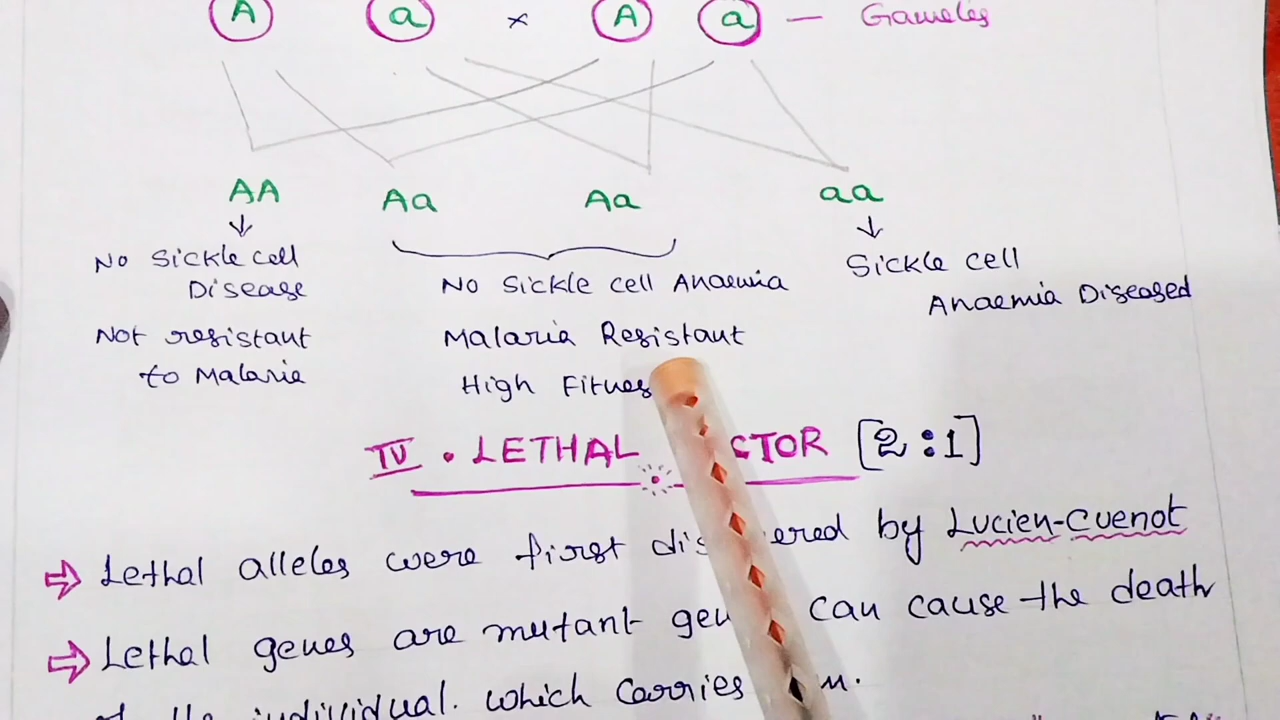 A a × A a — Gametes
AA Aa Aa aa
No Sickle cell Disease
Not resistant to Malaria
No Sickle cell Anaemia
Malaria Resistant
High Fitnes
Sickle cell
Anaemia Diseased
IV. LETHAL CTOR [2:1]
⇒ Lethal alleles were first dis ered by Lucien-Cuenot
⇒ Lethal genes are mutant gen can cause the death
individual. which carries